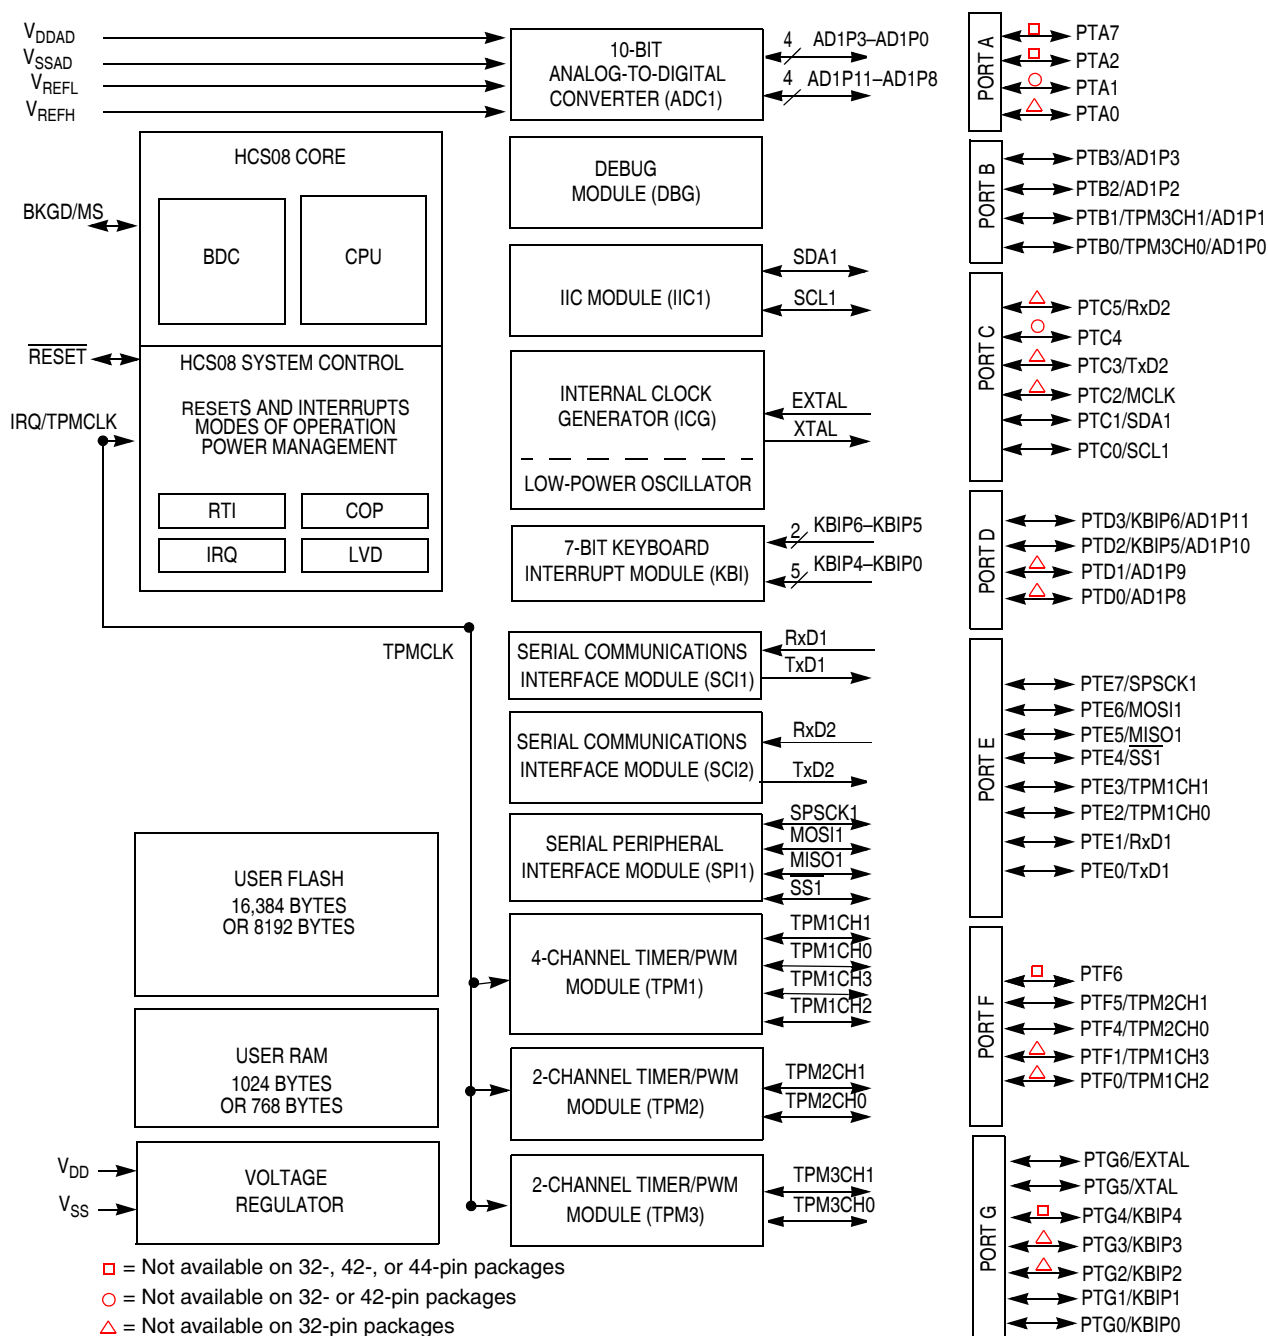 VDDAD
VSSAD
VREFL
VREFH
10-BIT
ANALOG-TO-DIGITAL
CONVERTER (ADC1)
4 AD1P3–AD1P0
4 AD1P11–AD1P8
HCS08 CORE
BDC
CPU
BKGD/MS
RESET
IRQ/TPMCLK
HCS08 SYSTEM CONTROL
RESETS AND INTERRUPTS
MODES OF OPERATION
POWER MANAGEMENT
RTI
COP
IRQ
LVD
TPMCLK
DEBUG
MODULE (DBG)
IIC MODULE (IIC1)
SDA1
SCL1
INTERNAL CLOCK
GENERATOR (ICG)
LOW-POWER OSCILLATOR
EXTAL
XTAL
7-BIT KEYBOARD
INTERRUPT MODULE (KBI)
2 KBIP6–KBIP5
5 KBIP4–KBIP0
SERIAL COMMUNICATIONS
INTERFACE MODULE (SCI1)
RxD1
TxD1
SERIAL COMMUNICATIONS
INTERFACE MODULE (SCI2)
RxD2
TxD2
SERIAL PERIPHERAL
INTERFACE MODULE (SPI1)
SPSCK1
MOSI1
MISO1
SS1
4-CHANNEL TIMER/PWM
MODULE (TPM1)
TPM1CH1
TPM1CH0
TPM1CH3
TPM1CH2
2-CHANNEL TIMER/PWM
MODULE (TPM2)
TPM2CH1
TPM2CH0
2-CHANNEL TIMER/PWM
MODULE (TPM3)
TPM3CH1
TPM3CH0
USER FLASH
16,384 BYTES
OR 8192 BYTES
USER RAM
1024 BYTES
OR 768 BYTES
VDD
VSS
VOLTAGE
REGULATOR
PORT A
PTA7
PTA2
PTA1
PTA0
PORT B
PTB3/AD1P3
PTB2/AD1P2
PTB1/TPM3CH1/AD1P1
PTB0/TPM3CH0/AD1P0
PORT C
PTC5/RxD2
PTC4
PTC3/TxD2
PTC2/MCLK
PTC1/SDA1
PTC0/SCL1
PORT D
PTD3/KBIP6/AD1P11
PTD2/KBIP5/AD1P10
PTD1/AD1P9
PTD0/AD1P8
PORT E
PTE7/SPSCK1
PTE6/MOSI1
PTE5/MISO1
PTE4/SS1
PTE3/TPM1CH1
PTE2/TPM1CH0
PTE1/RxD1
PTE0/TxD1
PORT F
PTF6
PTF5/TPM2CH1
PTF4/TPM2CH0
PTF1/TPM1CH3
PTF0/TPM1CH2
PORT G
PTG6/EXTAL
PTG5/XTAL
PTG4/KBIP4
PTG3/KBIP3
PTG2/KBIP2
PTG1/KBIP1
PTG0/KBIP0
= Not available on 32-, 42-, or 44-pin packages
= Not available on 32- or 42-pin packages
= Not available on 32-pin packages